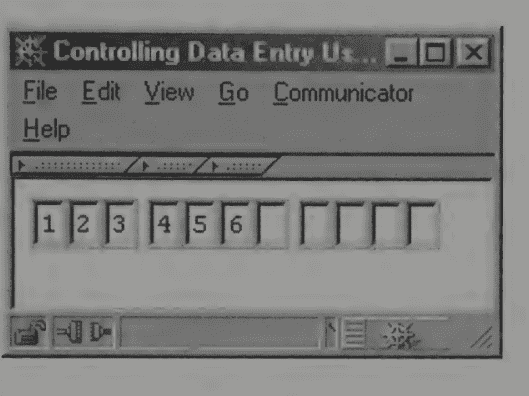 Controlling Data Entry Us...
File Edit View Go Communicator
Help
1 2 3 4 5 6